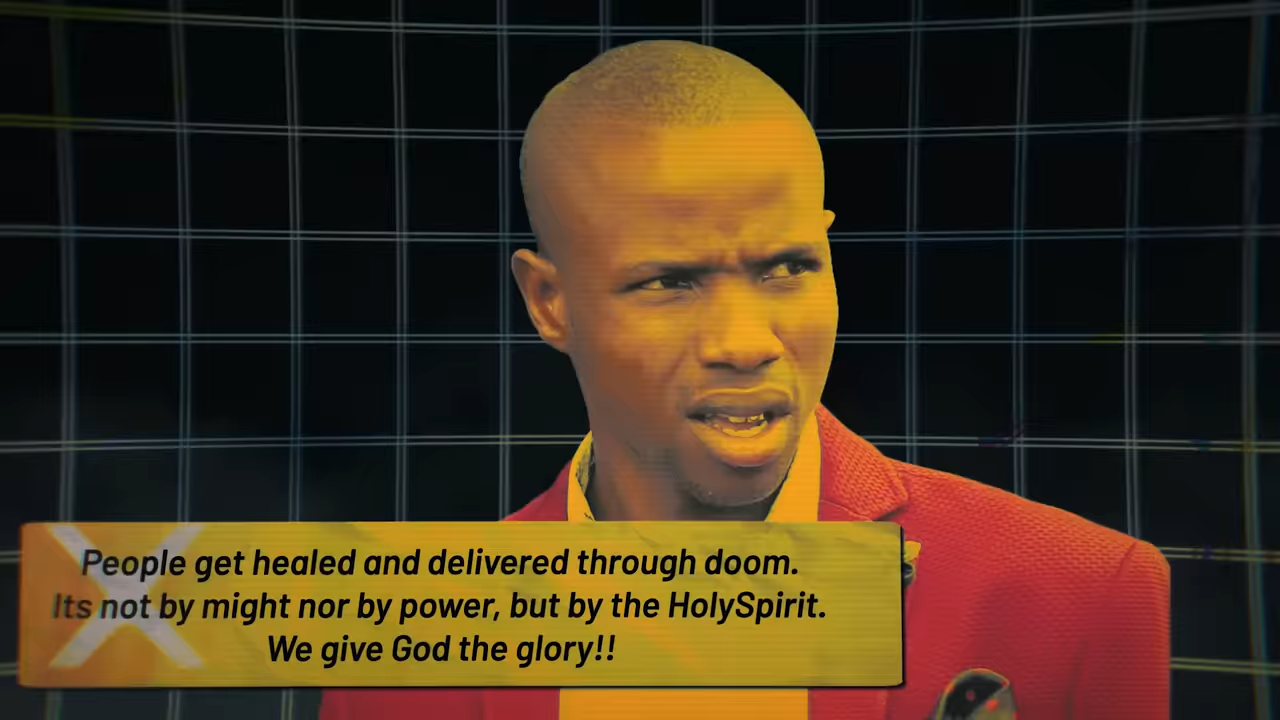 People get healed and delivered through doom.
Its not by might nor by power, but by the HolySpirit.
We give God the glory!!